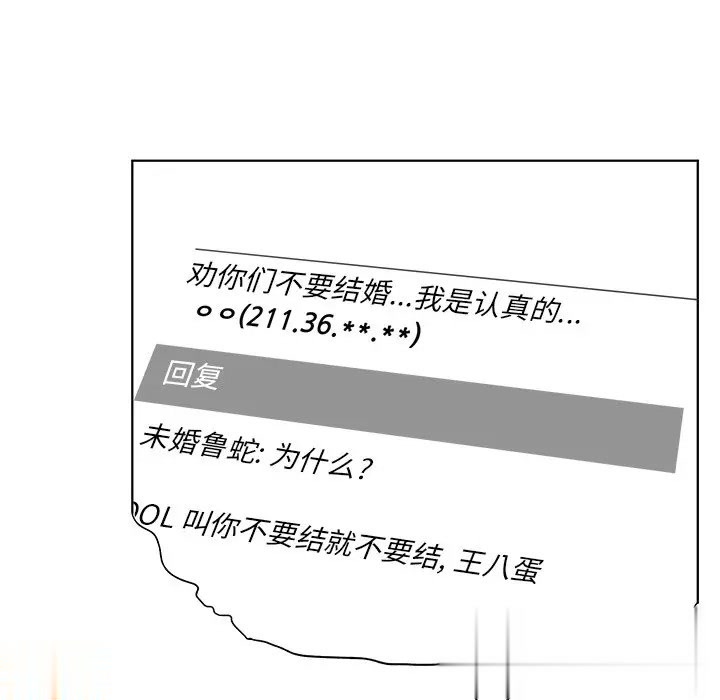 劝你们不要结婚...我是认真的...
ㅇㅇ(211.36.**.**)
回复
未婚鲁蛇: 为什么?
OOL 叫你不要结就不要结, 王八蛋